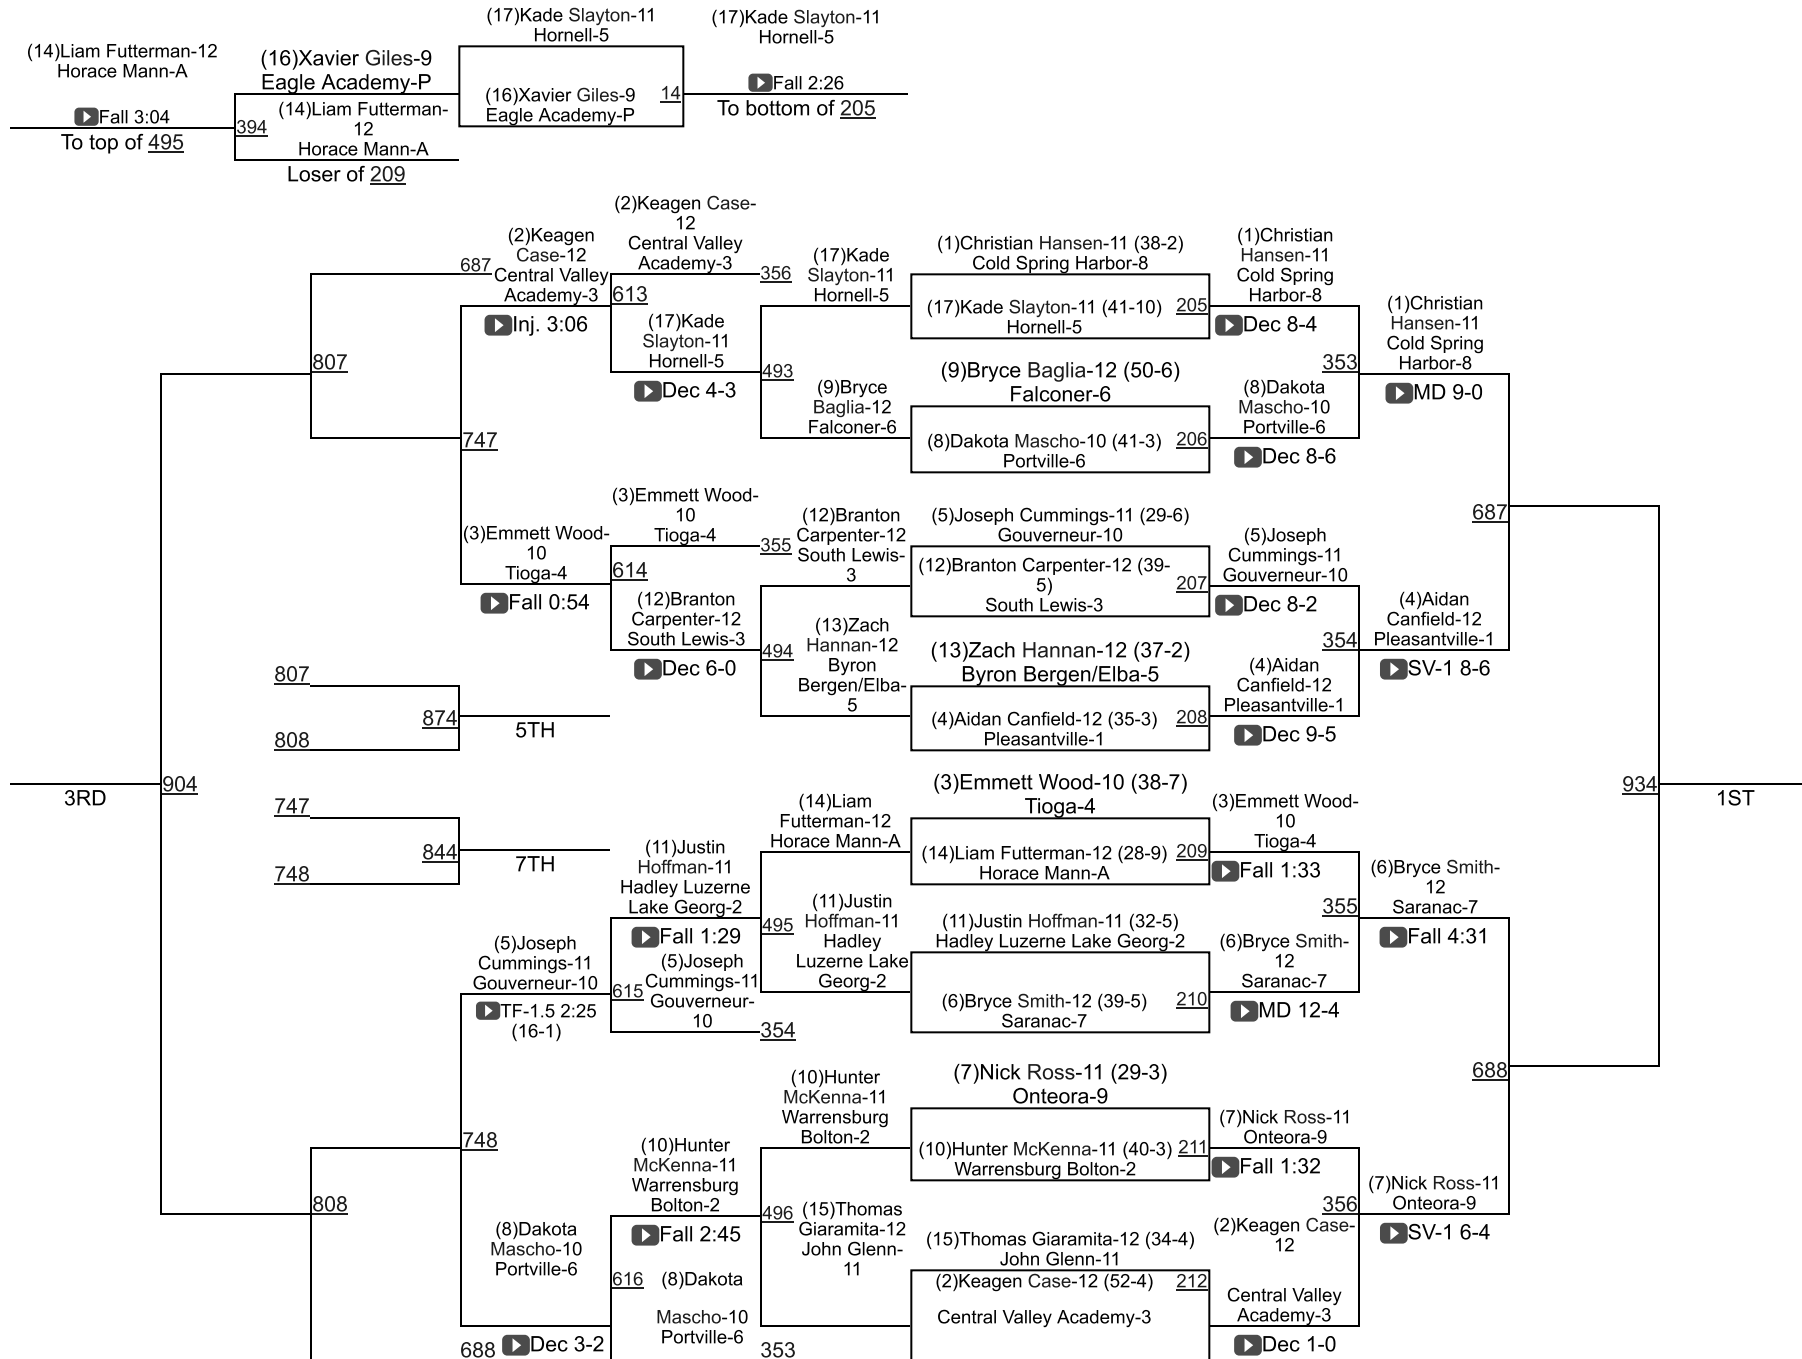 (17)Kade Slayton-11
Hornell-5
(17)Kade Slayton-11
Hornell-5
(14)Liam Futterman-12
Horace Mann-A
(16)Xavier Giles-9
Eagle Academy-P
Fall 3:04
To top of 495
394
(14)Liam Futterman-
12
Horace Mann-A
Loser of 209
(16)Xavier Giles-9
Eagle Academy-P
14
Fall 2:26
To bottom of 205
687
(2)Keagen
Case-12
Central Valley
Academy-3
Inj. 3:06
(2)Keagen Case-
12
Central Valley
Academy-3
356
613
(17)Kade
Slayton-11
Hornell-5
Dec 4-3
(17)Kade
Slayton-11
Hornell-5
493
(9)Bryce
Baglia-12
Falconer-6
(1)Christian Hansen-11 (38-2)
Cold Spring Harbor-8
(17)Kade Slayton-11 (41-10)
Hornell-5
205
(9)Bryce Baglia-12 (50-6)
Falconer-6
(8)Dakota Mascho-10 (41-3)
Portville-6
206
(1)Christian
Hansen-11
Cold Spring
Harbor-8
Dec 8-4
353
(8)Dakota
Mascho-10
Portville-6
Dec 8-6
(1)Christian
Hansen-11
Cold Spring
Harbor-8
MD 9-0
807
747
(3)Emmett Wood-
10
Tioga-4
Fall 0:54
(3)Emmett Wood-
10
Tioga-4
355
614
(12)Branton
Carpenter-12
South Lewis-3
Dec 6-0
(12)Branton
Carpenter-12
South Lewis-
3
494
(13)Zach
Hannan-12
Byron
Bergen/Elba-
5
(5)Joseph Cummings-11 (29-6)
Gouverneur-10
(12)Branton Carpenter-12 (39-
5)
South Lewis-3
207
(13)Zach Hannan-12 (37-2)
Byron Bergen/Elba-5
(4)Aidan Canfield-12 (35-3)
Pleasantville-1
208
(5)Joseph
Cummings-11
Gouverneur-10
Dec 8-2
354
(4)Aidan
Canfield-12
Pleasantville-1
Dec 9-5
687
(4)Aidan
Canfield-12
Pleasantville-1
SV-1 8-6
807
874
5TH
808
904
3RD
747
844
7TH
748
934
1ST
(11)Justin
Hoffman-11
Hadley Luzerne
Lake Georg-2
Fall 1:29
(14)Liam
Futterman-12
Horace Mann-A
495
(11)Justin
Hoffman-11
Hadley
Luzerne Lake
Georg-2
(3)Emmett Wood-10 (38-7)
Tioga-4
(14)Liam Futterman-12 (28-9)
Horace Mann-A
209
(11)Justin Hoffman-11 (32-5)
Hadley Luzerne Lake Georg-2
(6)Bryce Smith-12 (39-5)
Saranac-7
210
(3)Emmett Wood-
10
Tioga-4
Fall 1:33
355
(6)Bryce Smith-
12
Saranac-7
MD 12-4
(6)Bryce Smith-
12
Saranac-7
Fall 4:31
(5)Joseph
Cummings-11
Gouverneur-10
TF-1.5 2:25
(16-1)
615
(5)Joseph
Cummings-11
Gouverneur-
10
354
748
808
(10)Hunter
McKenna-11
Warrensburg
Bolton-2
Fall 2:45
(10)Hunter
McKenna-11
Warrensburg
Bolton-2
496
(15)Thomas
Giaramita-12
John Glenn-
11
(7)Nick Ross-11 (29-3)
Onteora-9
(10)Hunter McKenna-11 (40-3)
Warrensburg Bolton-2
211
(15)Thomas Giaramita-12 (34-4)
John Glenn-11
(2)Keagen Case-12 (52-4)
Central Valley Academy-3
212
(7)Nick Ross-11
Onteora-9
Fall 1:32
356
(2)Keagen Case-
12
Central Valley
Academy-3
Dec 1-0
688
(7)Nick Ross-11
Onteora-9
SV-1 6-4
(8)Dakota
Mascho-10
Portville-6
616
(8)Dakota
Mascho-10
Portville-6
688
Dec 3-2
353